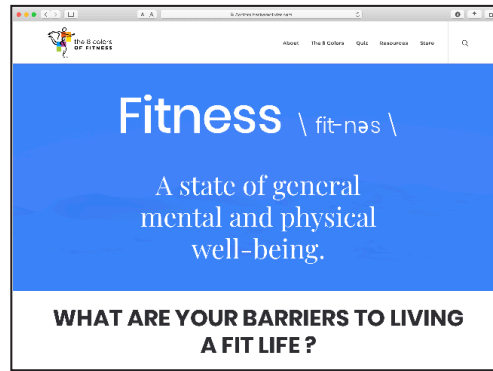 A A
the 8 colors
OF FITNESS
About The 8 Colors Quiz Resources Store
Fitness \ fit-nəs \
A state of general
mental and physical
well-being.
WHAT ARE YOUR BARRIERS TO LIVING
A FIT LIFE ?